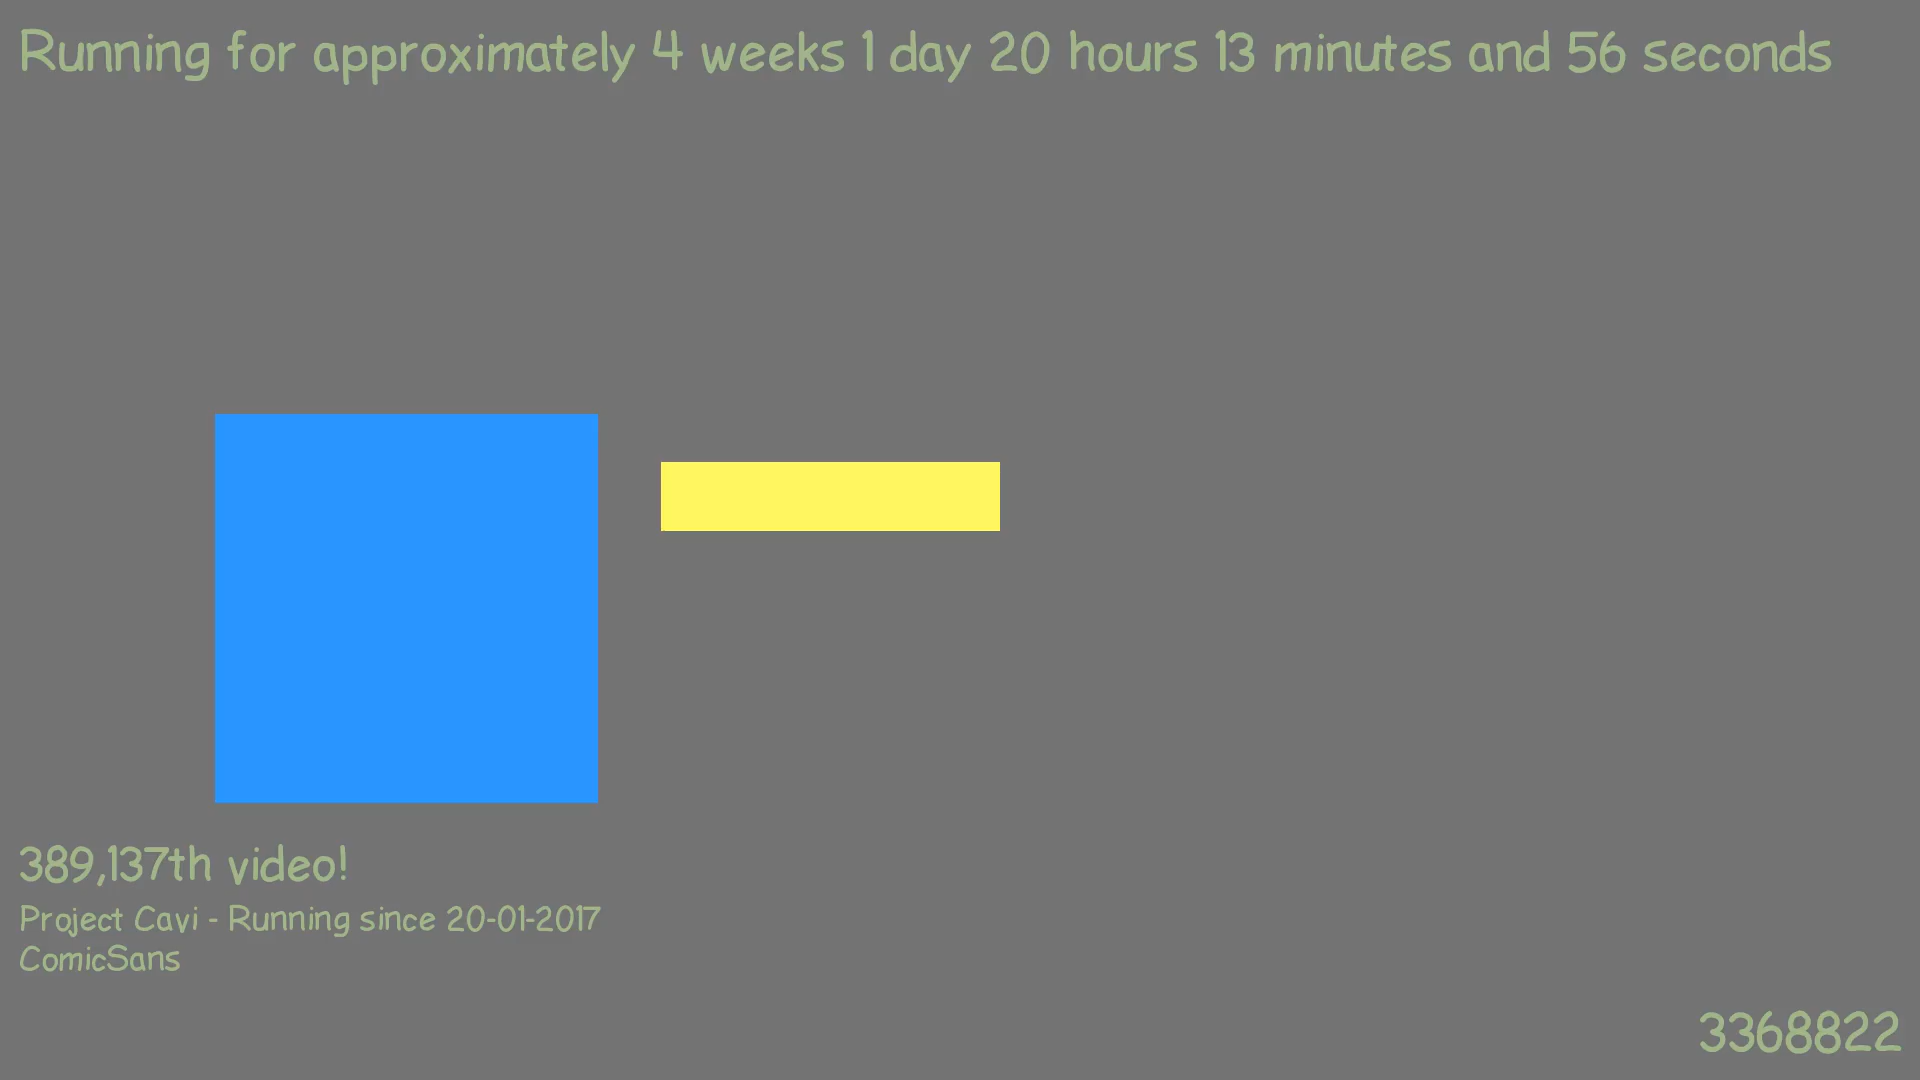 Running for approximately 4 weeks 1 day 20 hours 13 minutes and 56 seconds
389,137th video!
Project Cavi - Running since 20-01-2017
ComicSans
3368822